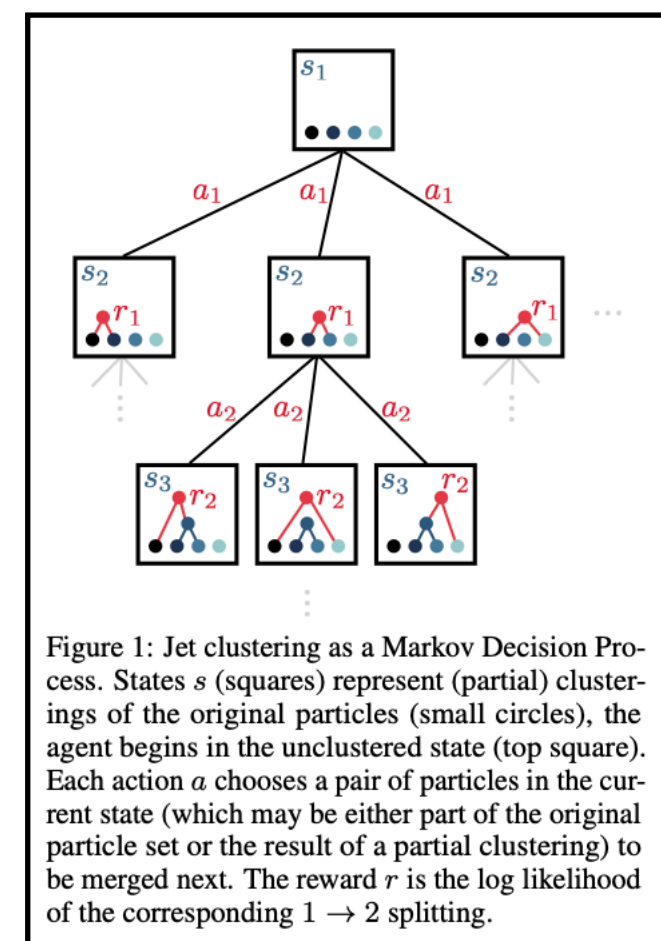 s₁
a₁ a₁ a₁
s₂ s₂ s₂
r₁ r₁ r₁ ...
a₂ a₂ a₂
s₃ s₃ s₃ r₂
r₂ r₂
Figure 1: Jet clustering as a Markov Decision Pro-
cess. States s (squares) represent (partial) cluster-
ings of the original particles (small circles), the
agent begins in the unclustered state (top square).
Each action a chooses a pair of particles in the cur-
rent state (which may be either part of the original
particle set or the result of a partial clustering) to
be merged next. The reward r is the log likelihood
of the corresponding 1 → 2 splitting.